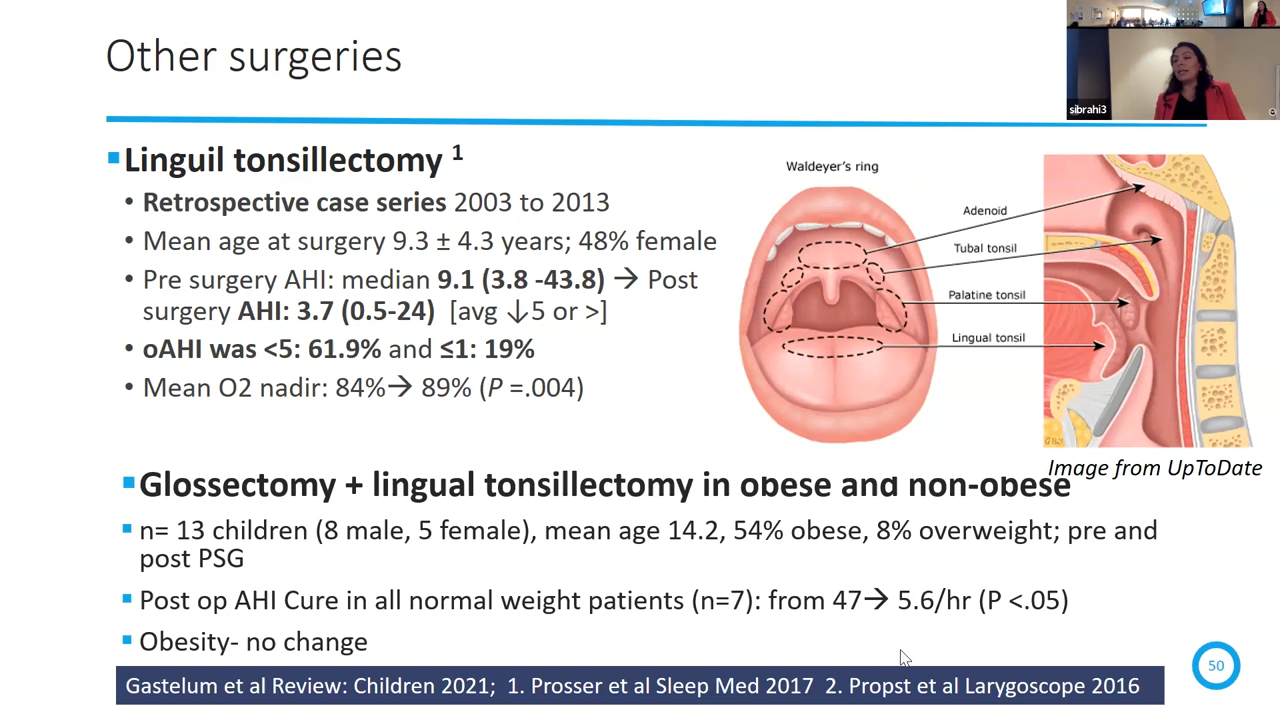 Other surgeries
sibrahi3
▪Linguil tonsillectomy 1
• Retrospective case series 2003 to 2013
• Mean age at surgery 9.3 ± 4.3 years; 48% female
• Pre surgery AHI: median 9.1 (3.8 -43.8) → Post
surgery AHI: 3.7 (0.5-24) [avg ↓5 or >]
• oAHI was <5: 61.9% and ≤1: 19%
• Mean O2 nadir: 84%→ 89% (P =.004)
Waldeyer's ring
Adenoid
Tubal tonsil
Palatine tonsil
Lingual tonsil
Image from UpToDate
▪Glossectomy + lingual tonsillectomy in obese and non-obese
▪ n= 13 children (8 male, 5 female), mean age 14.2, 54% obese, 8% overweight; pre and
post PSG
▪ Post op AHI Cure in all normal weight patients (n=7): from 47→ 5.6/hr (P <.05)
▪ Obesity- no change
50
Gastelum et al Review: Children 2021; 1. Prosser et al Sleep Med 2017 2. Propst et al Larygoscope 2016